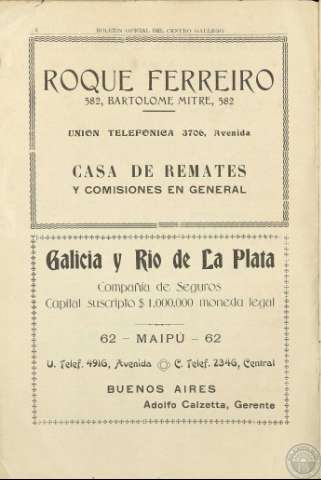 BOLETIN OFICIAL DEL CENTRO GALLEGO
ROQUE FERREIRO
582, BARTOLOME MITRE, 582
UNION TELEFONICA 3706, Avenida
CASA DE REMATES
Y COMISIONES EN GENERAL
Galicia y Rio de La Plata
Compañía de Seguros
Capital suscripto $ 1.000,000 moneda legal
62 – MAIPÚ – 62
U. Telef. 4916, Avenida C. Telef. 2346, Central
BUENOS AIRES
Adolfo Calzetta, Gerente